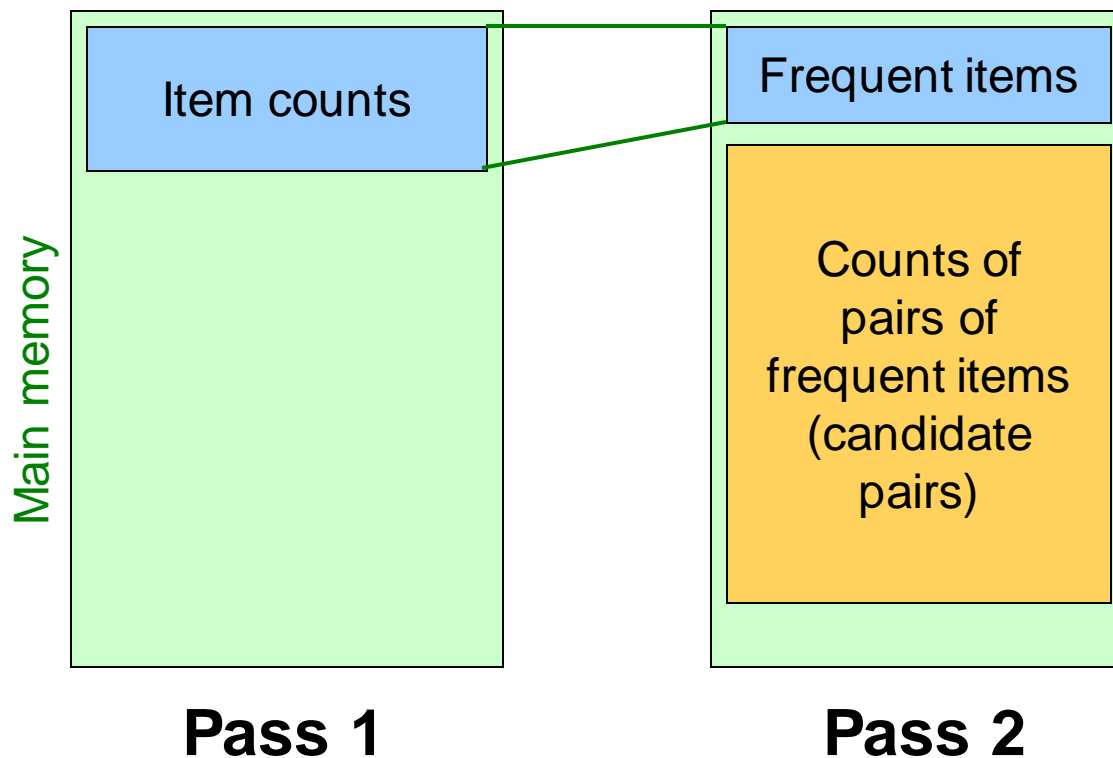 Item counts
Frequent items
Counts of
pairs of
frequent items
(candidate
pairs)
Main memory
Pass 1
Pass 2